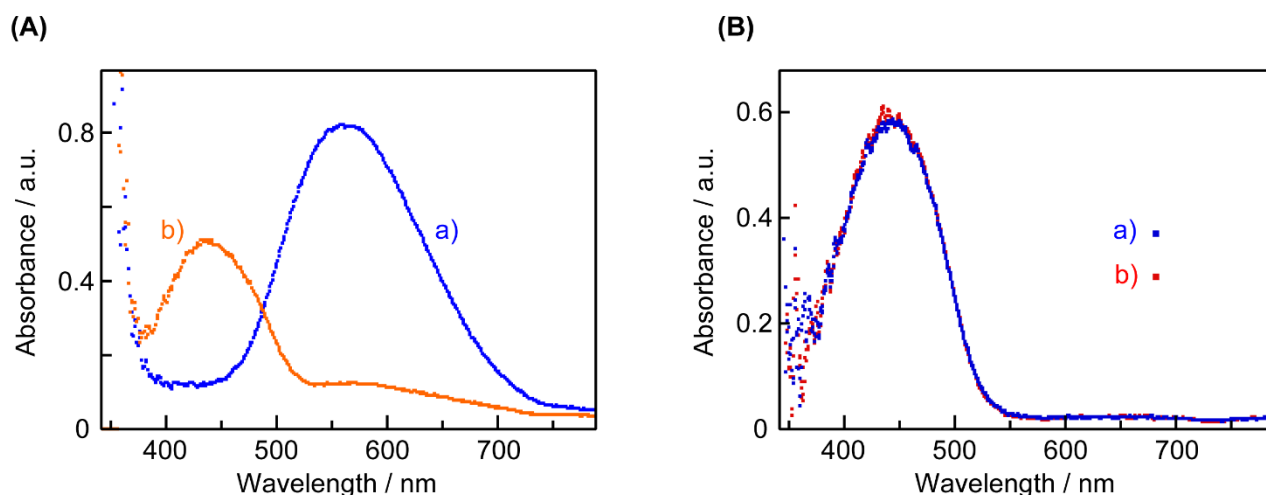 (A)
Absorbance / a.u.
0.8
0.4
0
b)
a)
400 500 600 700
Wavelength / nm
(B)
Absorbance / a.u.
0.6
0.4
0.2
0
a)
b)
400 500 600 700
Wavelength / nm